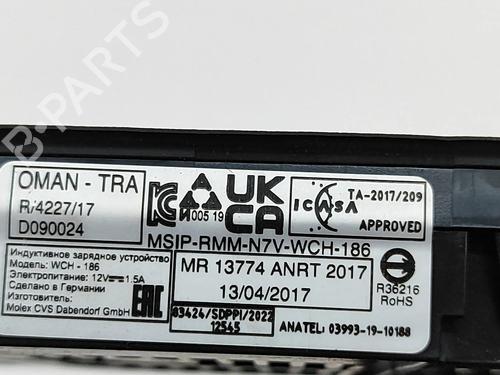 OMAN - TRA
R/4227/17
D090024
И005 19
UK
CA
ICASA
TA-2017/209
APPROVED
MSIP-RMM-N7V-WCH-186
Индуктивное зарядное устройство
Модель: WCH - 186
Электропитание: 12V 1.5A
Сделано в Германии
Изготовитель:
Molex CVS Dabendorf GmbH
EAC
MR 13774 ANRT 2017
13/04/2017
83426/SDPPI/2022
12545
ANATEL: 03993-19-10188
R36216
RoHS
B-PARTS